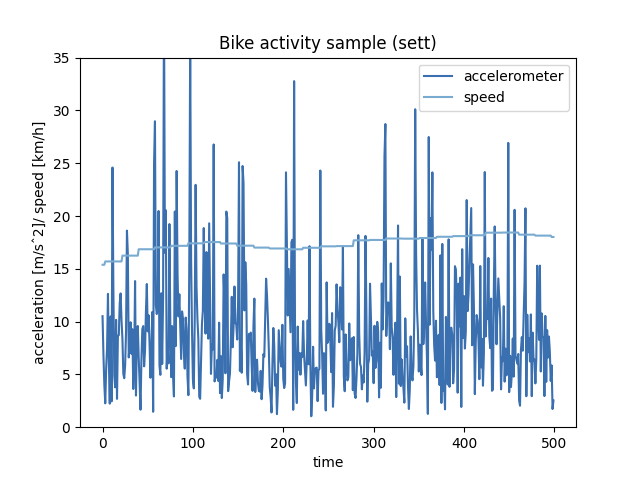 Bike activity sample (sett)
accelerometer
speed
acceleration [m/s^2]/ speed [km/h]
35
30
25
20
15
10
5
0
0 100 200 300 400 500
time